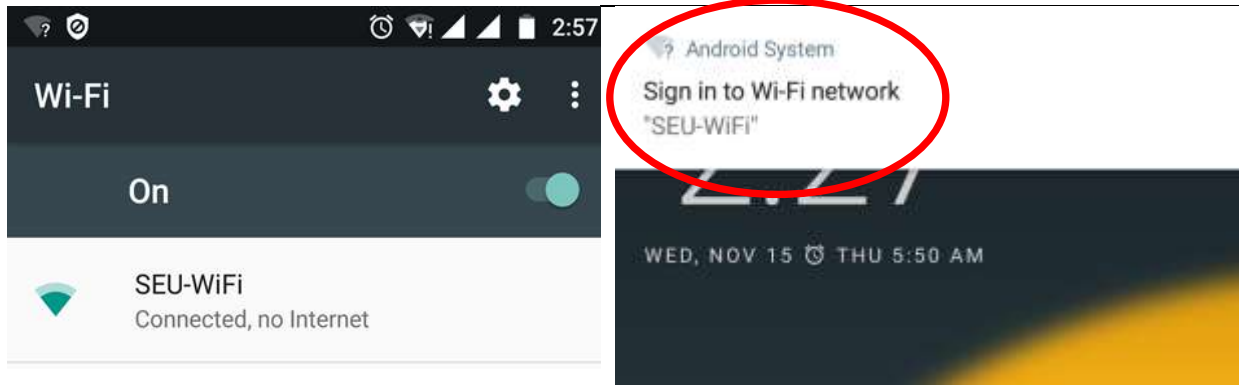 2:57
Wi-Fi
On
SEU-WiFi
Connected, no Internet
Android System
Sign in to Wi-Fi network
"SEU-WiFi"
WED, NOV 15 THU 5:50 AM